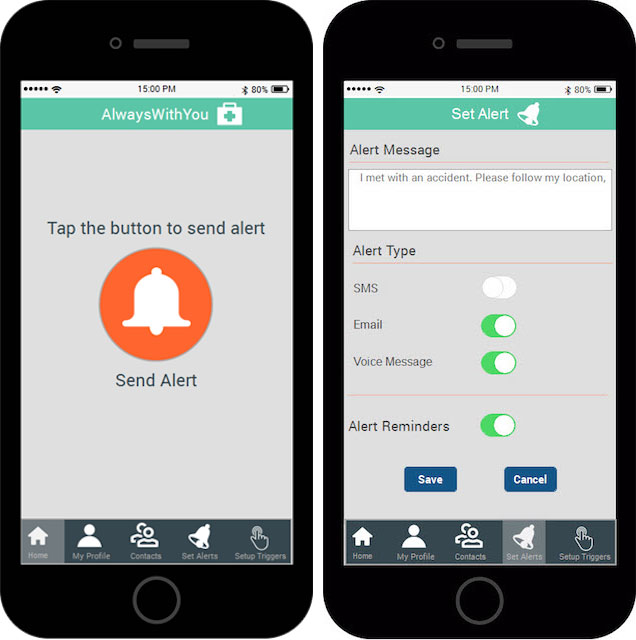 15:00 PM
80%
AlwaysWithYou
Tap the button to send alert
Send Alert
Home
My Profile
Contacts
Set Alerts
Setup Triggers
15:00 PM
80%
Set Alert
Alert Message
I met with an accident. Please follow my location,
Alert Type
SMS
Email
Voice Message
Alert Reminders
Save
Cancel
Home
My Profile
Contacts
Set Alerts
Setup Triggers